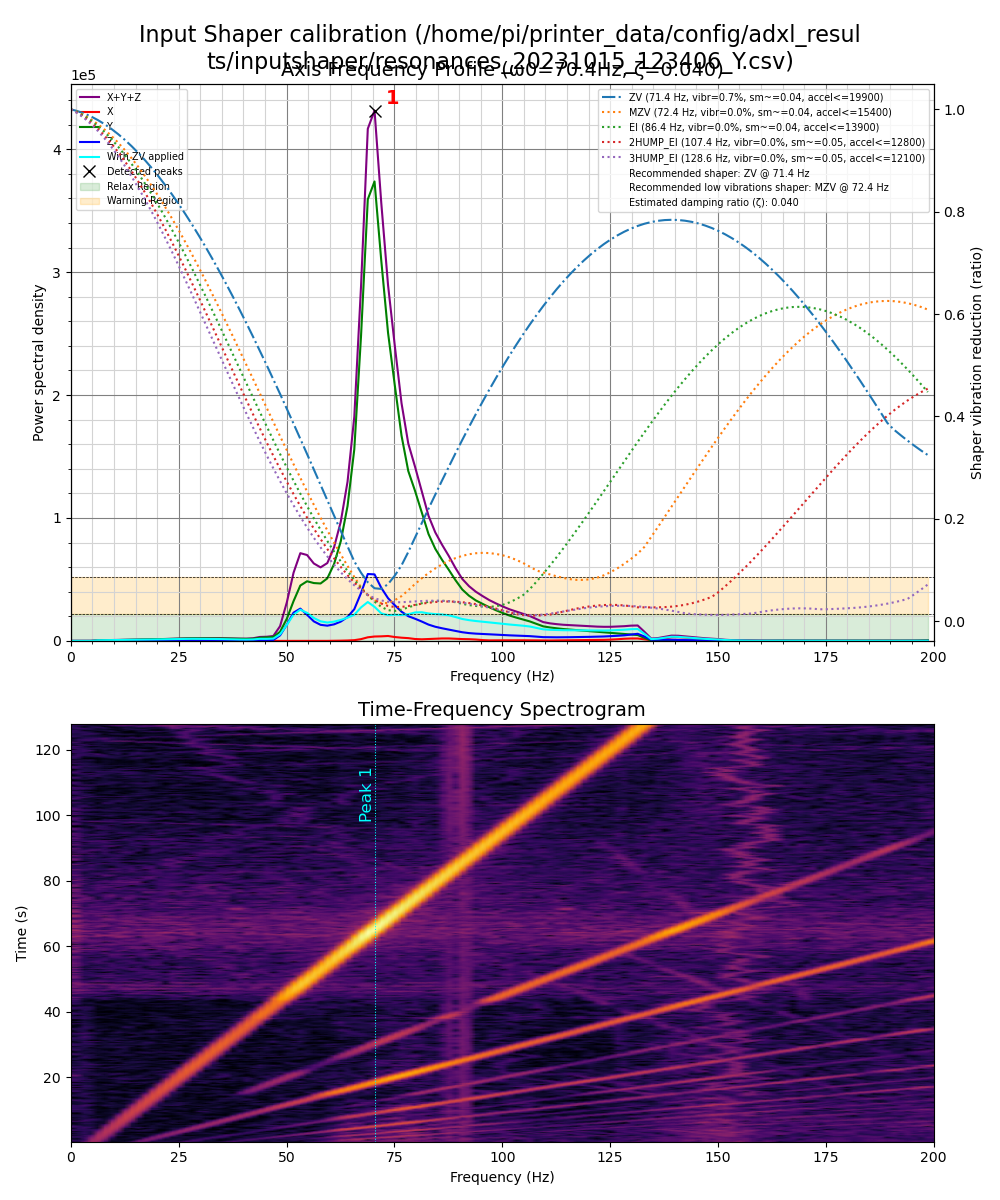 Input Shaper calibration (/home/pi/printer_data/config/adxl_resul
ts/inputshaper/resonances_20231015_123406_Y.csv)
Axis Frequency Profile (ω0=70.4Hz, ζ=0.040)
1e5
1
X+Y+Z
X
Y
Z
With ZV applied
Detected peaks
Relax Region
Warning Region
ZV (71.4 Hz, vibr=0.7%, sm~=0.04, accel<=19900)
MZV (72.4 Hz, vibr=0.0%, sm~=0.04, accel<=15400)
EI (86.4 Hz, vibr=0.0%, sm~=0.04, accel<=13900)
2HUMP_EI (107.4 Hz, vibr=0.0%, sm~=0.05, accel<=12800)
3HUMP_EI (128.6 Hz, vibr=0.0%, sm~=0.05, accel<=12100)
Recommended shaper: ZV @ 71.4 Hz
Recommended low vibrations shaper: MZV @ 72.4 Hz
Estimated damping ratio (ζ): 0.040
4
3
2
1
0
Power spectral density
1.0
0.8
0.6
0.4
0.2
0.0
Shaper vibration reduction (ratio)
0 25 50 75 100 125 150 175 200
Frequency (Hz)
Time-Frequency Spectrogram
Peak 1
120
100
80
60
40
20
Time (s)
0 25 50 75 100 125 150 175 200
Frequency (Hz)